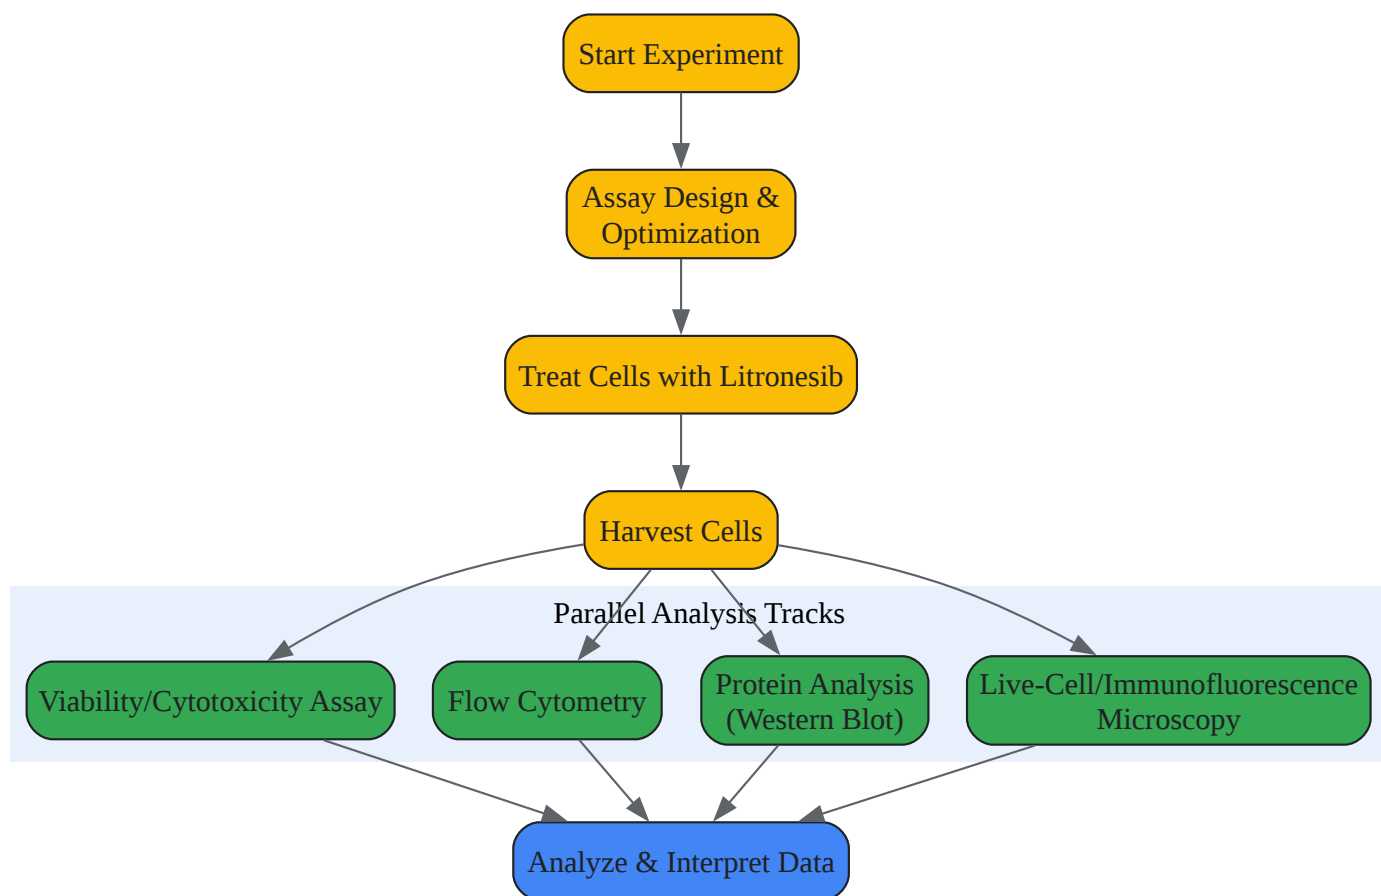 Start Experiment
Assay Design &
Optimization
Treat Cells with Litronesib
Harvest Cells
Parallel Analysis Tracks
Viability/Cytotoxicity Assay
Flow Cytometry
Protein Analysis
(Western Blot)
Live-Cell/Immunofluorescence
Microscopy
Analyze & Interpret Data